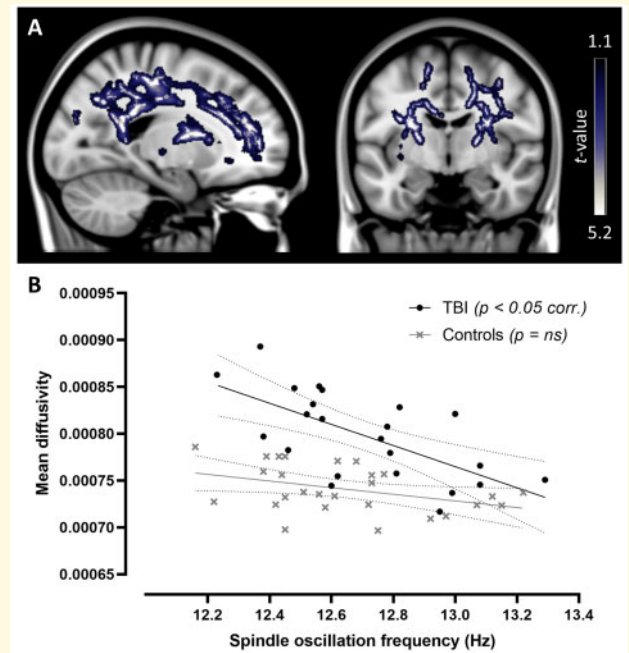 A
1.1
t-value
5.2
B
0.00095
0.00090
0.00085
0.00080
0.00075
0.00070
0.00065
Mean diffusivity
TBI (p < 0.05 corr.)
Controls (p = ns)
12.2 12.4 12.6 12.8 13.0 13.2 13.4
Spindle oscillation frequency (Hz)